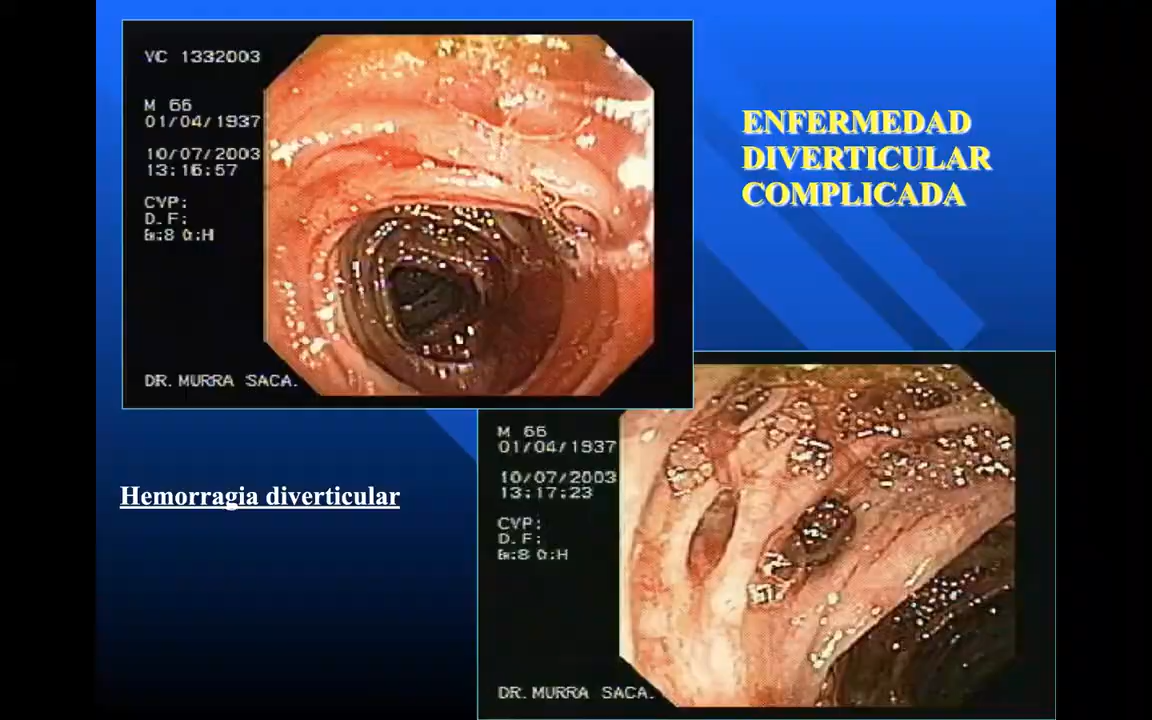 YC 1332003
M 66
01/04/1937
10/07/2003
13:16:57
CVP:
D.F:
DR.MURRA SACA.
ENFERMEDAD
DIVERTICULAR
COMPLICADA
Hemorragia diverticular
M 66
01/04/1937
10/07/2003
13:17:23
CVP:
D.F:
DR.MURRA SACA.